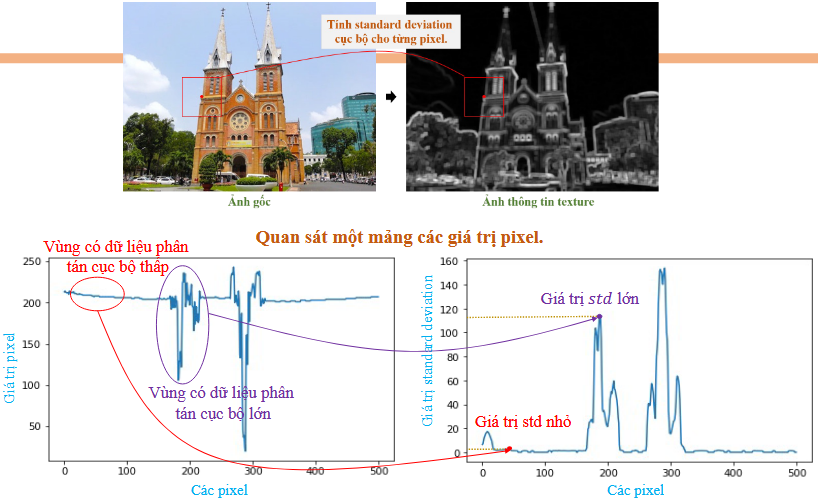 Tính standard deviation
cục bộ cho từng pixel.
Ảnh gốc
Ảnh thông tin texture
Quan sát một mảng các giá trị pixel.
Vùng có dữ liệu phân
tán cục bộ thấp
250
200
150
100
50
0
100
200
300
400
500
Giá trị pixel
Các pixel
Vùng có dữ liệu phân
tán cục bộ lớn
160
140
120
100
80
60
40
20
0
0
100
200
300
400
500
Giá trị standard deviation
Các pixel
Giá trị std lớn
Giá trị std nhỏ